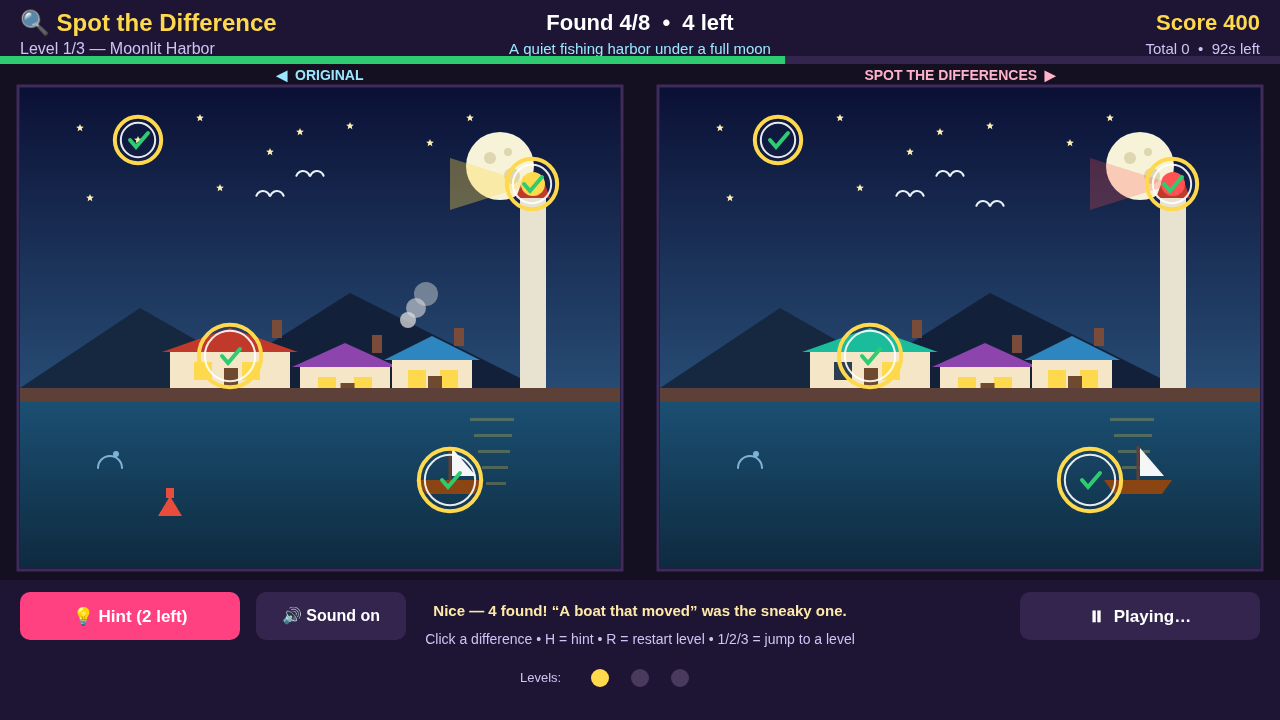 🔍 Spot the Difference
Found 4/8 • 4 left
Score 400
Level 1/3 — Moonlit Harbor
A quiet fishing harbor under a full moon
Total 0 • 92s left
◀ ORIGINAL
SPOT THE DIFFERENCES ▶
💡 Hint (2 left)
🔊 Sound on
Nice — 4 found! “A boat that moved” was the sneaky one.
Click a difference • H = hint • R = restart level • 1/2/3 = jump to a level
⏸ Playing…
Levels: